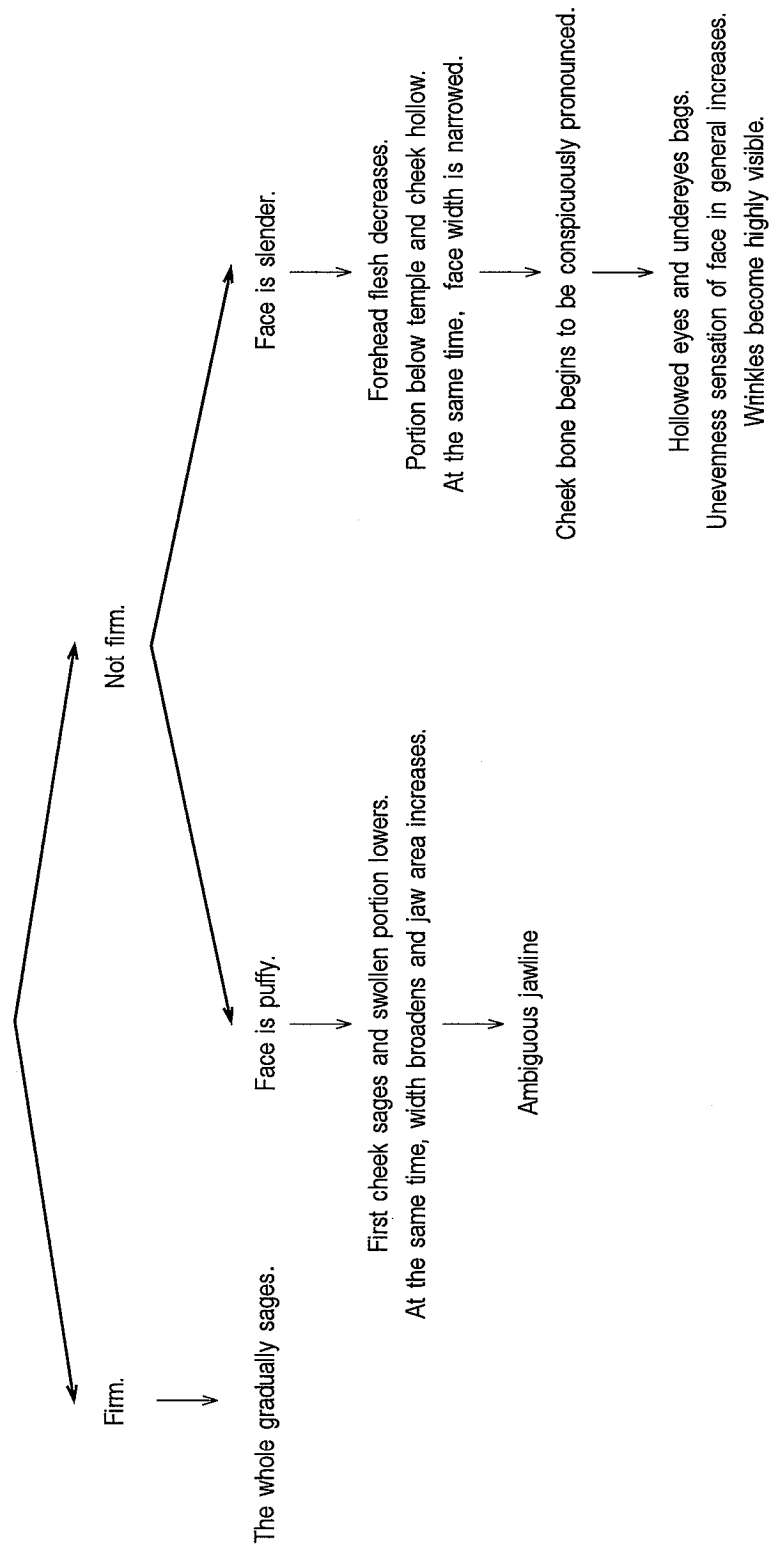 Firm.
The whole gradually sages.
Not firm.
Face is puffy.
First cheek sages and swollen portion lowers.
At the same time, width broadens and jaw area increases.
Ambiguous jawline
Face is slender.
Forehead flesh decreases.
Portion below temple and cheek hollow.
At the same time, face width is narrowed.
Cheek bone begins to be conspicuously pronounced.
Hollowed eyes and undereyes bags.
Unevenness sensation of face in general increases.
Wrinkles become highly visible.